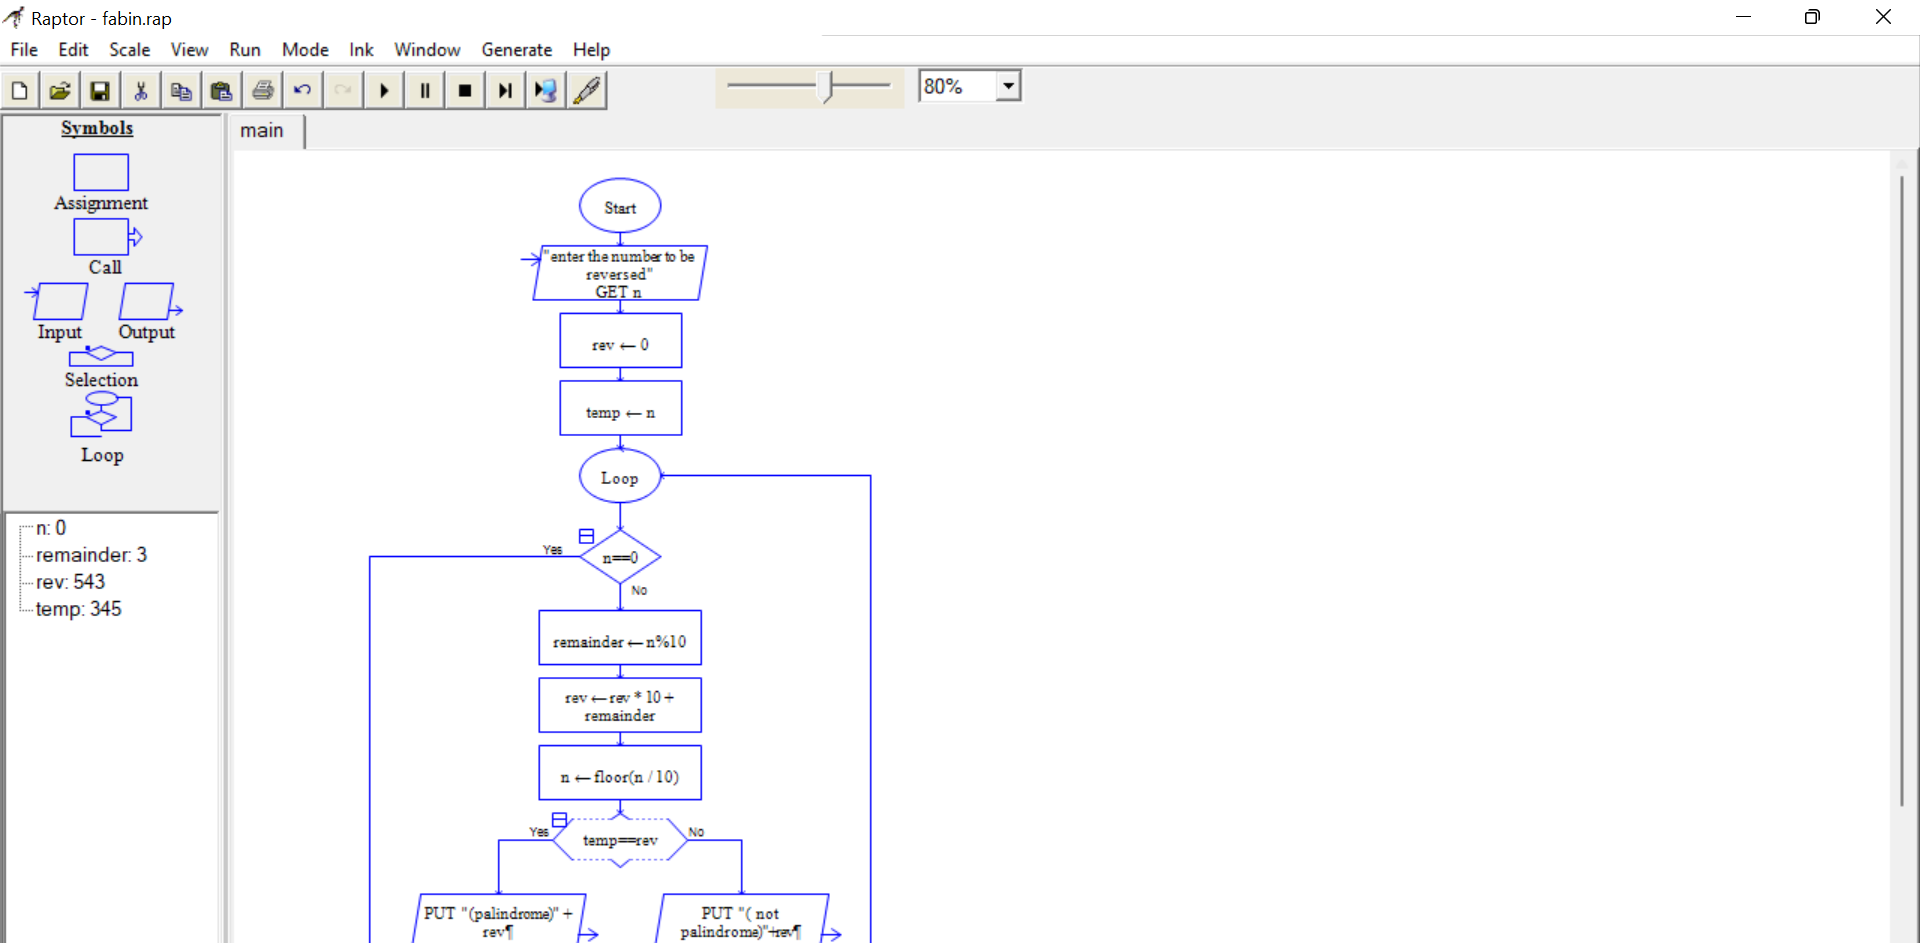 Raptor - fabin.rap
File Edit Scale View Run Mode Ink Window Generate Help
80%
Symbols
Assignment
Call
Input Output
Selection
Loop
n: 0
remainder: 3
rev: 543
temp: 345
main
Start
"enter the number to be
reversed"
GET n
rev ← 0
temp ← n
Loop
Yes
n==0
No
remainder ← n%10
rev ← rev * 10 +
remainder
n ← floor(n / 10)
Yes
temp==rev
No
PUT "(palindrome)" +
rev¶
PUT "( not
palindrome)"+rev¶